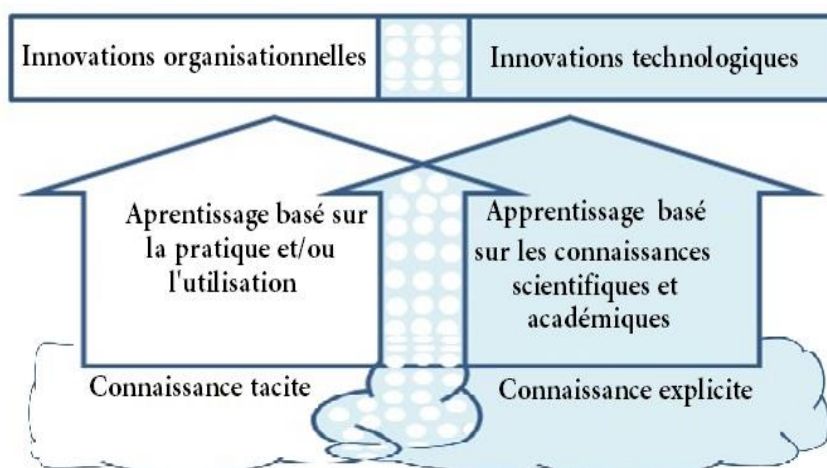 Innovations organisationnelles
Innovations technologiques
Aprentissage basé sur
la pratique et/ou
l'utilisation
Apprentissage basé
sur les connaissances
scientifiques et
académiques
Connaissance tacite
Connaissance explicite